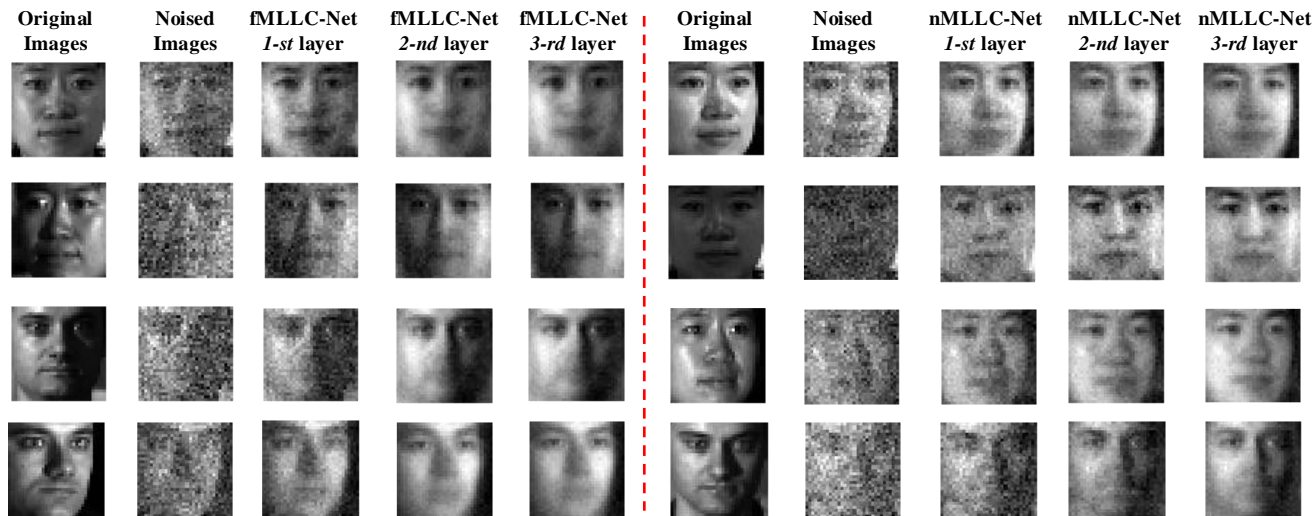 Original Images
Noised Images
fMLLC-Net 1-st layer
fMLLC-Net 2-nd layer
fMLLC-Net 3-rd layer
Original Images
Noised Images
nMLLC-Net 1-st layer
nMLLC-Net 2-nd layer
nMLLC-Net 3-rd layer